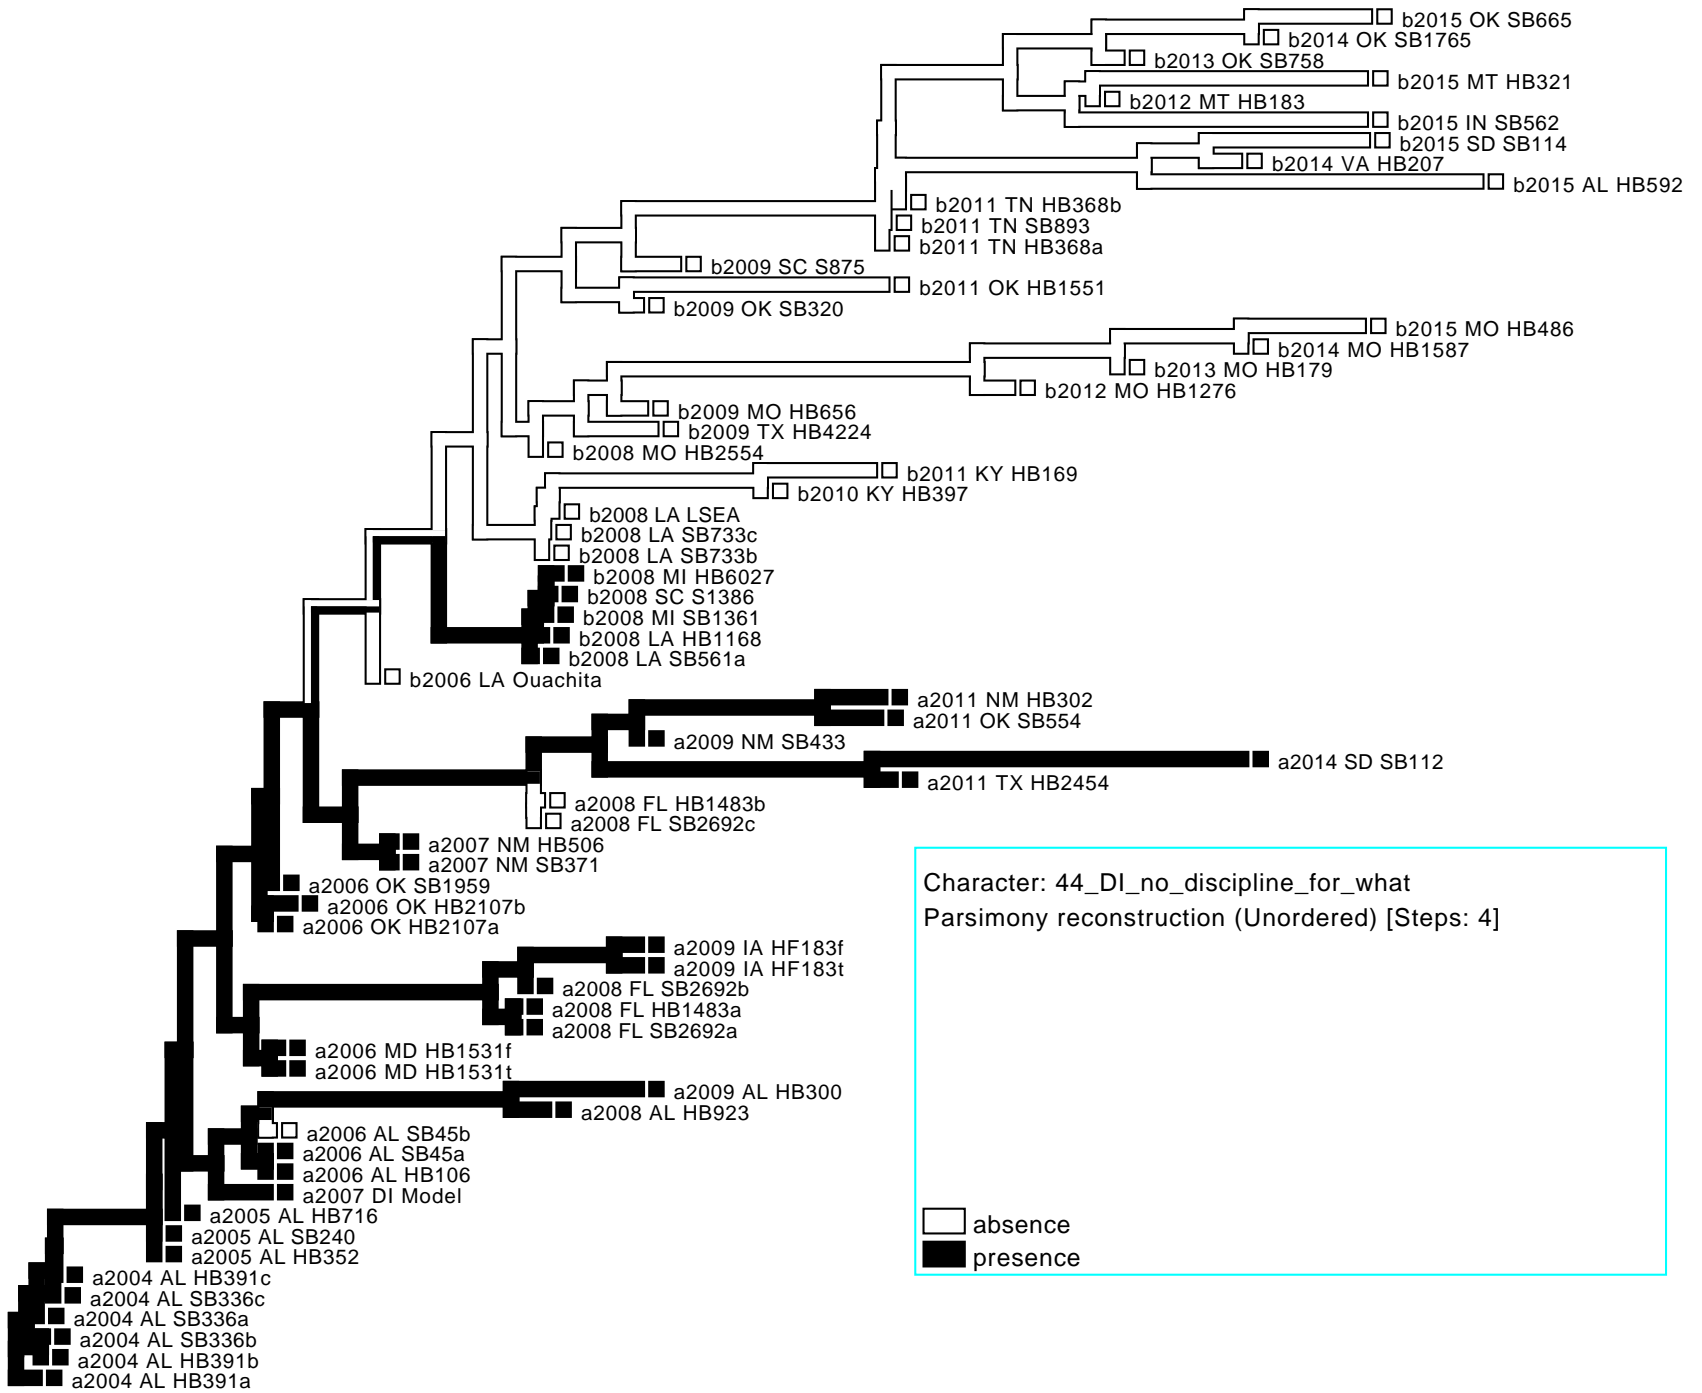 b2015 OK SB665
b2014 OK SB1765
b2013 OK SB758
b2015 MT HB321
b2012 MT HB183
b2015 IN SB562
b2015 SD SB114
b2014 VA HB207
b2015 AL HB592
b2011 TN HB368b
b2011 TN SB893
b2011 TN HB368a
b2009 SC S875
b2011 OK HB1551
b2009 OK SB320
b2015 MO HB486
b2014 MO HB1587
b2013 MO HB179
b2012 MO HB1276
b2009 MO HB656
b2009 TX HB4224
b2008 MO HB2554
b2011 KY HB169
b2010 KY HB397
b2008 LA LSEA
b2008 LA SB733c
b2008 LA SB733b
b2008 MI HB6027
b2008 SC S1386
b2008 MI SB1361
b2008 LA HB1168
b2008 LA SB561a
b2006 LA Ouachita
a2011 NM HB302
a2011 OK SB554
a2009 NM SB433
a2014 SD SB112
a2011 TX HB2454
a2008 FL HB1483b
a2008 FL SB2692c
a2007 NM HB506
a2007 NM SB371
a2006 OK SB1959
a2006 OK HB2107b
a2006 OK HB2107a
a2009 IA HF183f
a2009 IA HF183t
a2008 FL SB2692b
a2008 FL HB1483a
a2008 FL SB2692a
a2006 MD HB1531f
a2006 MD HB1531t
a2009 AL HB300
a2008 AL HB923
a2006 AL SB45b
a2006 AL SB45a
a2006 AL HB106
a2007 DI Model
a2005 AL HB716
a2005 AL SB240
a2005 AL HB352
a2004 AL HB391c
a2004 AL SB336c
a2004 AL SB336a
a2004 AL SB336b
a2004 AL HB391b
a2004 AL HB391a
Character: 44_DI_no_discipline_for_what
Parsimony reconstruction (Unordered) [Steps: 4]
absence
presence